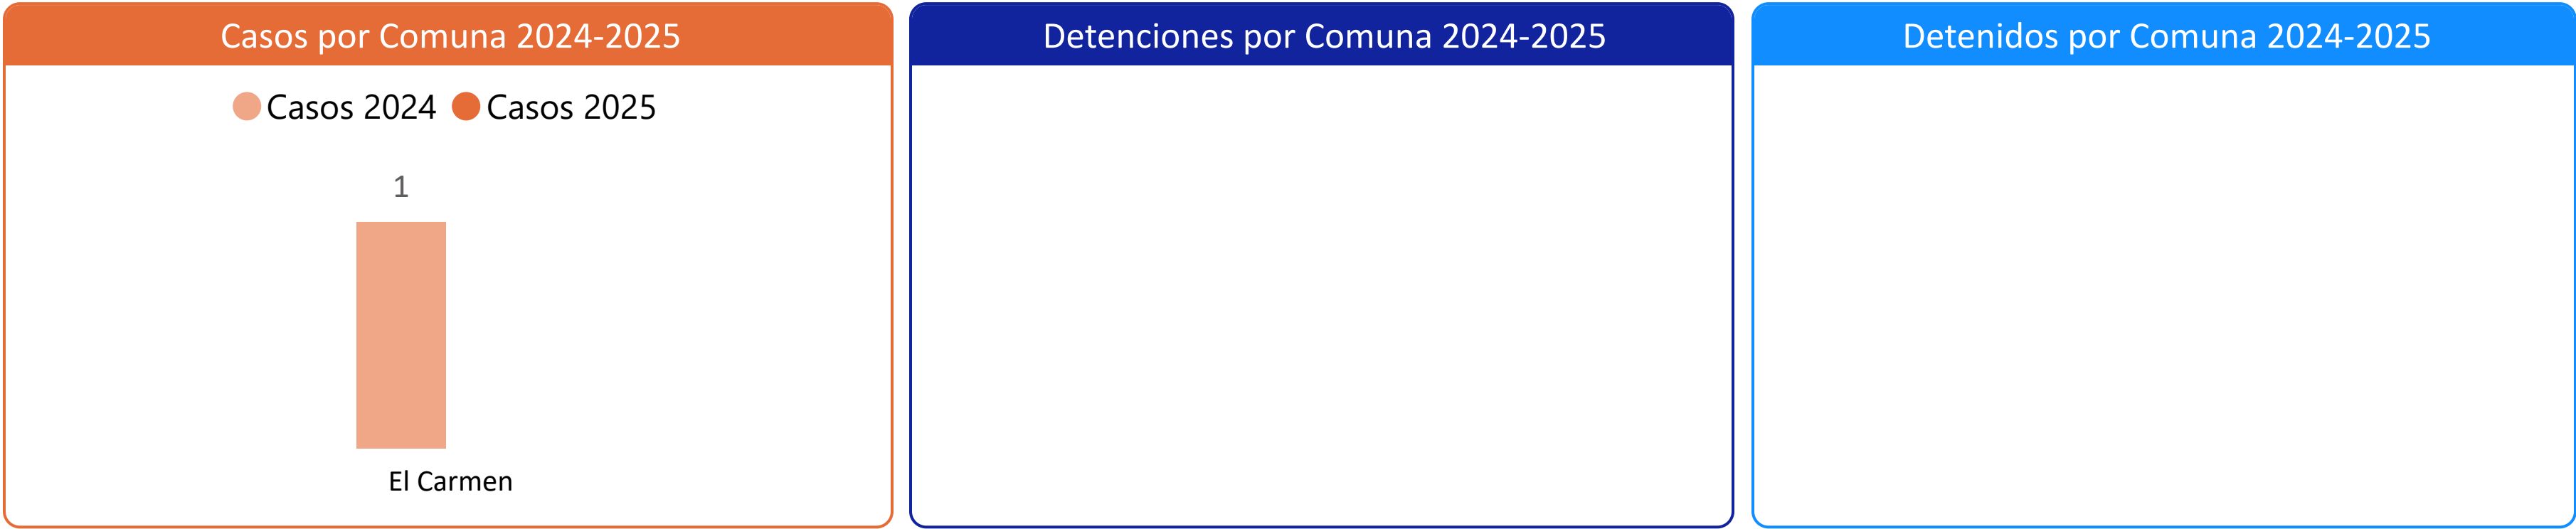 Casos por Comuna 2024-2025
Casos 2024 Casos 2025
1
El Carmen
Detenciones por Comuna 2024-2025
Detenidos por Comuna 2024-2025